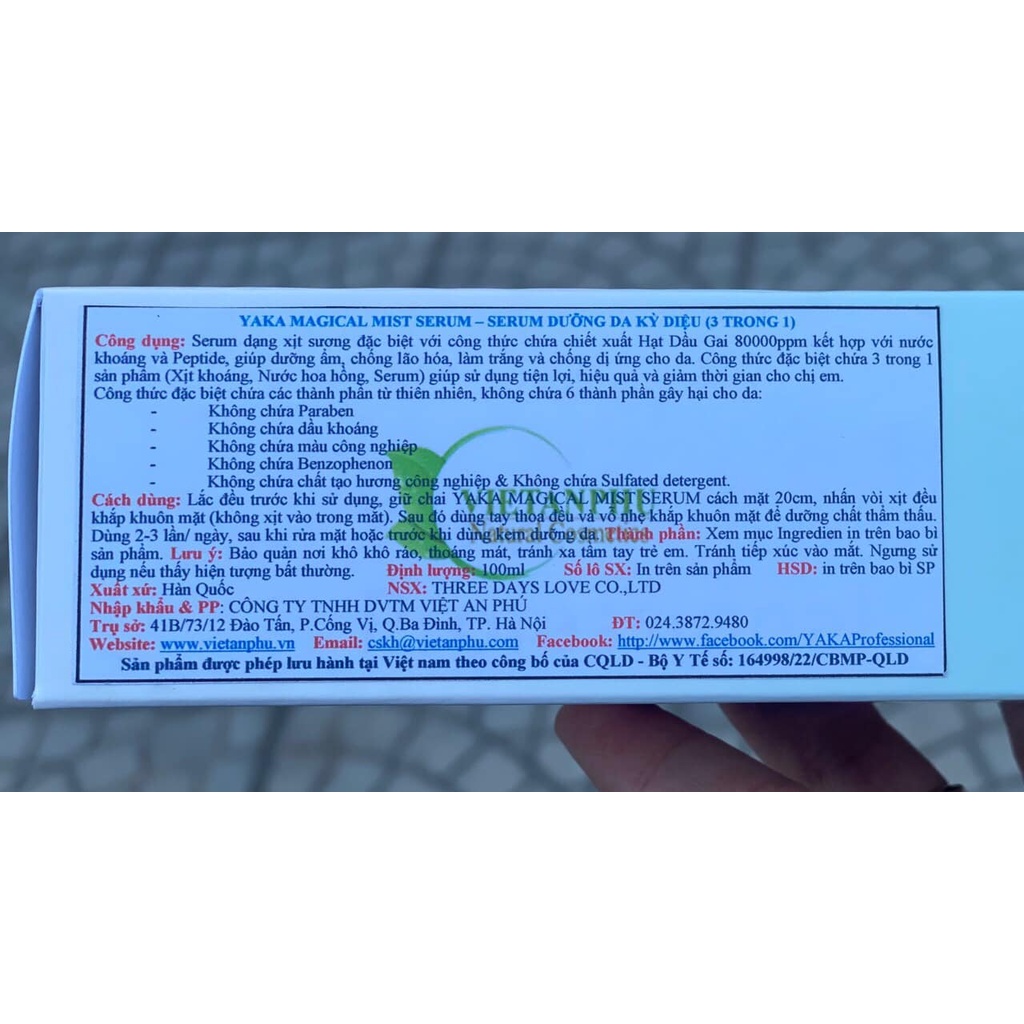 YAKA MAGICAL MIST SERUM – SERUM DƯỠNG DA KỲ DIỆU (3 TRONG 1)
Công dụng: Serum dạng xịt sương đặc biệt với công thức chứa chiết xuất Hạt Dầu Gai 80000ppm kết hợp với nước
khoáng và Peptide, giúp dưỡng ẩm, chống lão hóa, làm trắng và chống dị ứng cho da. Công thức đặc biệt chứa 3 trong 1
sản phẩm (Xịt khoáng, Nước hoa hồng, Serum) giúp sử dụng tiện lợi, hiệu quả và giảm thời gian cho chị em.
Công thức đặc biệt chứa các thành phần từ thiên nhiên, không chứa 6 thành phần gây hại cho da:
- Không chứa Paraben
- Không chứa dầu khoáng
- Không chứa màu công nghiệp
- Không chứa Benzophenon
- Không chứa chất tạo hương công nghiệp & Không chứa Sulfated detergent.
Cách dùng: Lắc đều trước khi sử dụng, giữ chai YAKA MAGICAL MIST SERUM cách mặt 20cm, nhấn vòi xịt đều
khắp khuôn mặt (không xịt vào trong mắt). Sau đó dùng tay thoa đều và vỗ nhẹ khắp khuôn mặt để dưỡng chất thẩm thấu.
Dùng 2-3 lần/ ngày, sau khi rửa mặt hoặc trước khi dùng kem dưỡng da. Thành phần: Xem mục Ingredien in trên bao bì
sản phẩm. Lưu ý: Bảo quản nơi khô khô ráo, thoáng mát, tránh xa tầm tay trẻ em. Tránh tiếp xúc vào mắt. Ngưng sử
dụng nếu thấy hiện tượng bất thường. Định lượng: 100ml Số lô SX: In trên sản phẩm HSD: in trên bao bì SP
Xuất xứ: Hàn Quốc NSX: THREE DAYS LOVE CO.,LTD
Nhập khẩu & PP: CÔNG TY TNHH DVTM VIỆT AN PHÚ
Trụ sở: 41B/73/12 Đào Tấn, P.Cống Vị, Q.Ba Đình, TP. Hà Nội ĐT: 024.3872.9480
Website: www.vietanphu.vn Email: cskh@vietanphu.com Facebook: http://www.facebook.com/YAKAProfessional
Sản phẩm được phép lưu hành tại Việt nam theo công bố của CQLD - Bộ Y Tế số: 164998/22/CBMP-QLD
VIETANPHU
Natural Cosmetics